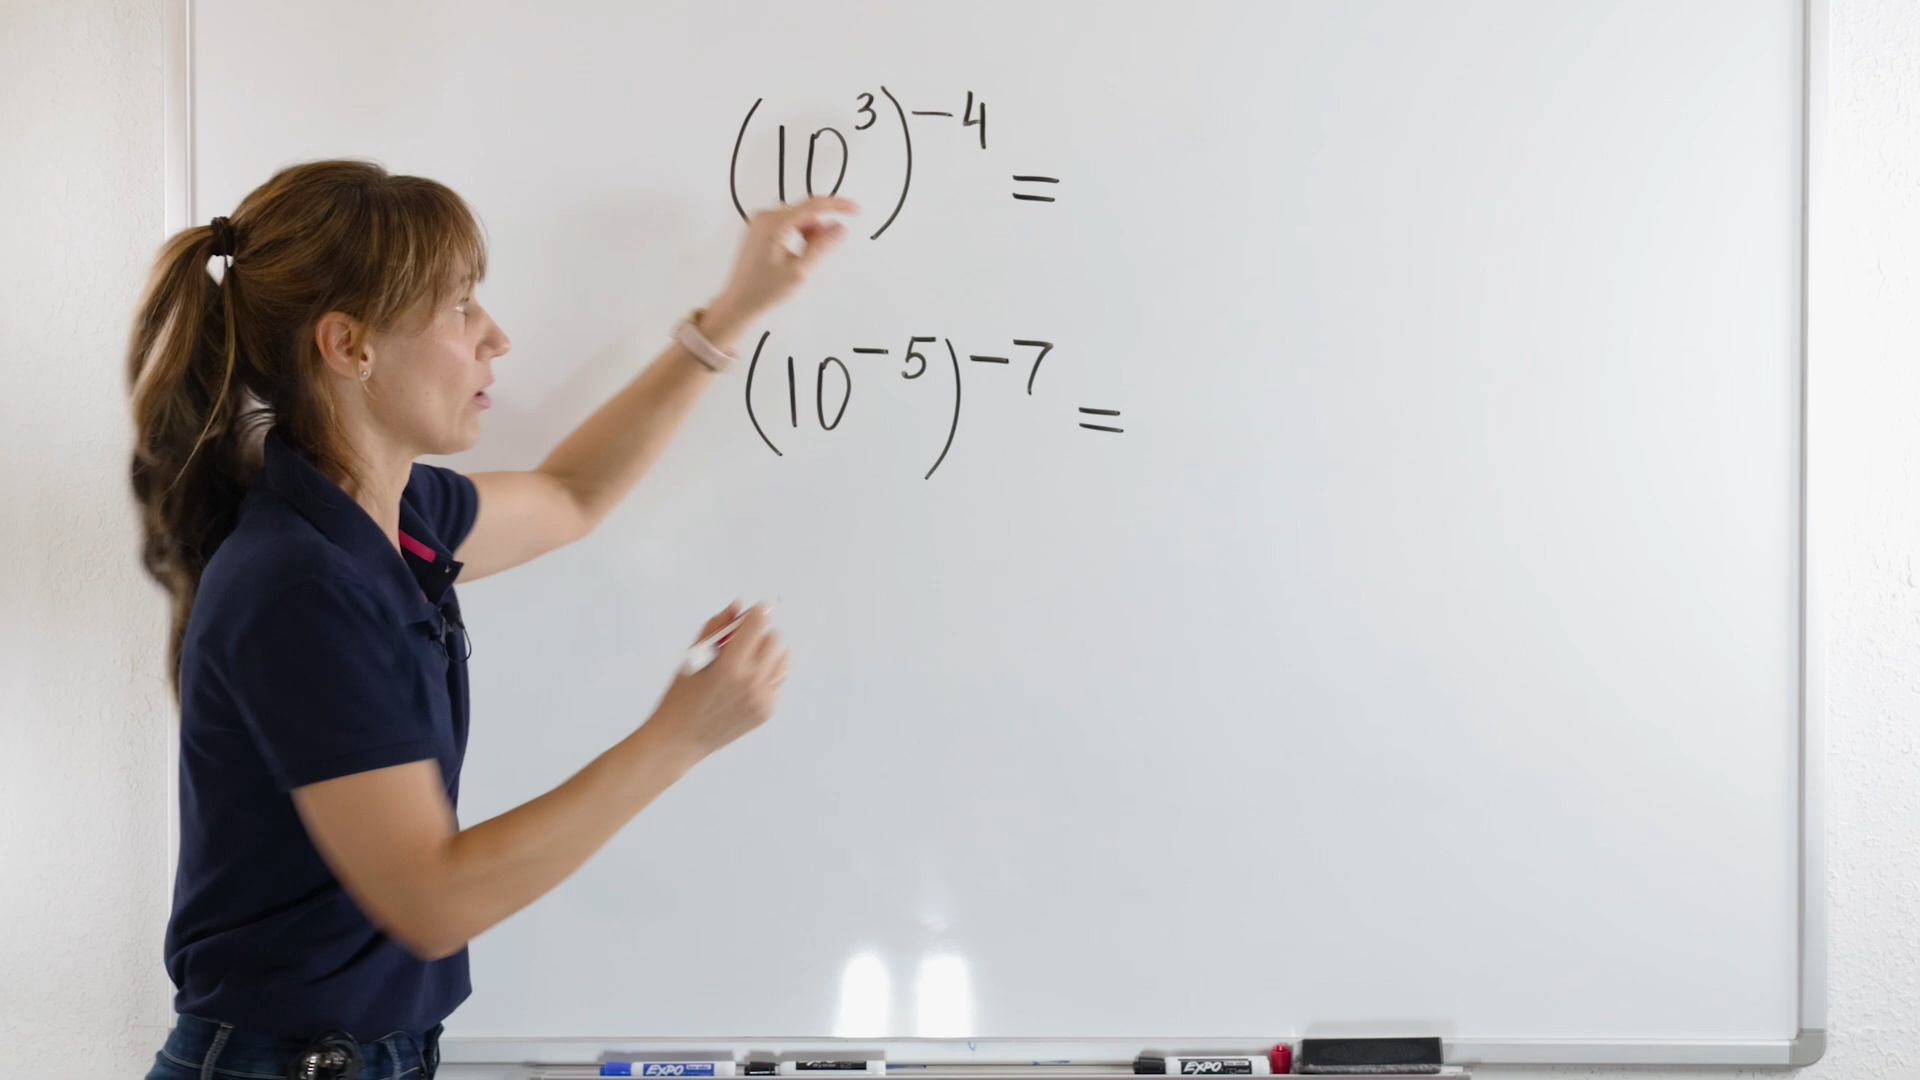 (10³)⁻⁴ =
(10⁻⁵)⁻⁷ =
EXPO
EXPO